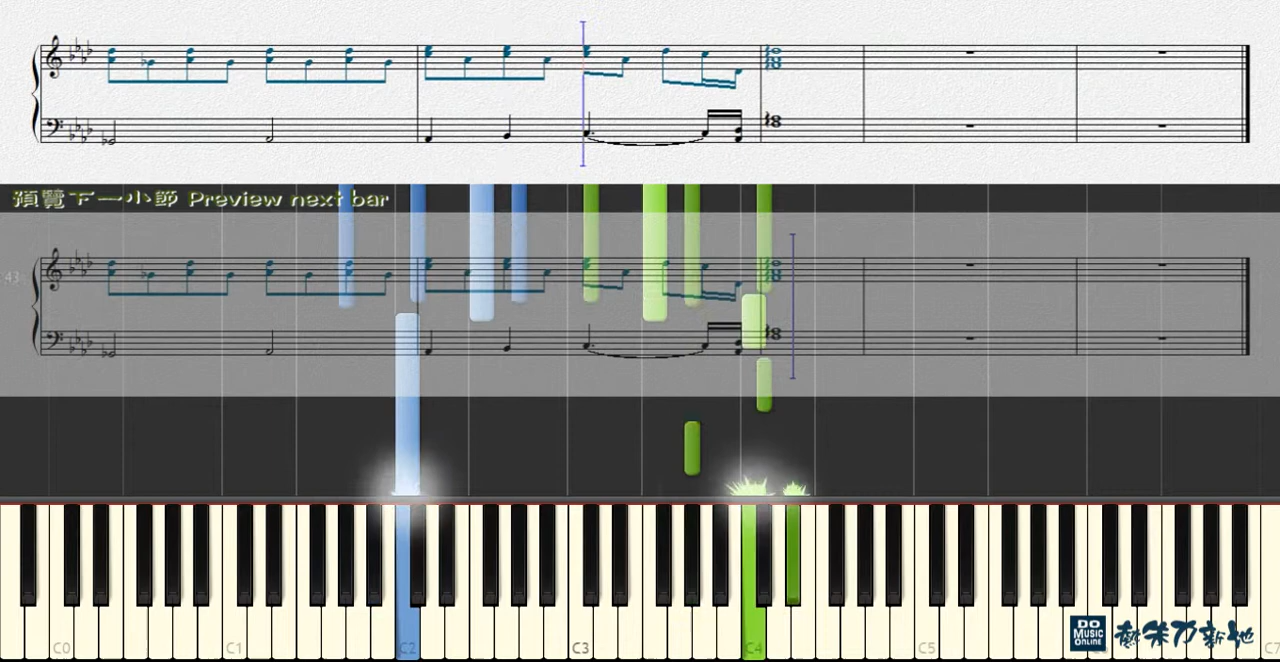 預覽下一小節 Preview next bar
43
C0 C1 C2 C3 C4 C5 C7
DO
MUSIC
ONLINE